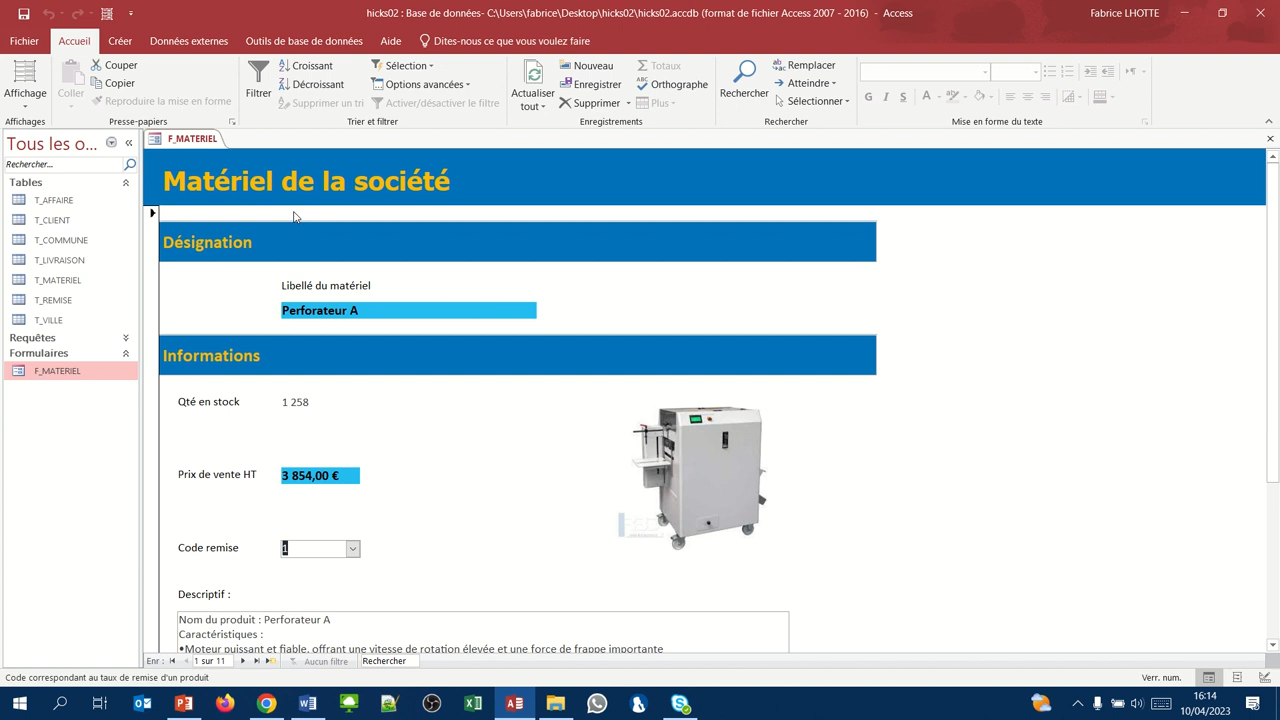 hicks02 : Base de données- C:\Users\fabrice\Desktop\hicks02\hicks02.accdb (format de fichier Access 2007 - 2016) - Access
Fabrice LHOTTE
Fichier Accueil Créer Données externes Outils de base de données Aide Dites-nous ce que vous voulez faire
Affichage
Affichages
Coller
Couper
Copier
Reproduire la mise en forme
Presse-papiers
Filtrer
Croissant
Décroissant
Supprimer un tri
Sélection
Options avancées
Activer/désactiver le filtre
Trier et filtrer
Actualiser
tout
Nouveau
Enregistrer
Supprimer
Totaux
Orthographe
Plus
Enregistrements
Rechercher
Remplacer
Atteindre
Sélectionner
Rechercher
G I S A
Mise en forme du texte
Tous les o...
Rechercher...
Tables
T_AFFAIRE
T_CLIENT
T_COMMUNE
T_LIVRAISON
T_MATERIEL
T_REMISE
T_VILLE
Requêtes
Formulaires
F_MATERIEL
F_MATERIEL
Matériel de la société
Désignation
Libellé du matériel
Perforateur A
Informations
Qté en stock 1 258
Prix de vente HT 3 854,00 €
Code remise 1
Descriptif :
Nom du produit : Perforateur A
Caractéristiques :
•Moteur puissant et fiable, offrant une vitesse de rotation élevée et une force de frappe importante
Enr : 1 sur 11 Aucun filtre Rechercher
Code correspondant au taux de remise d'un produit
Verr. num.
16:14
10/04/2023